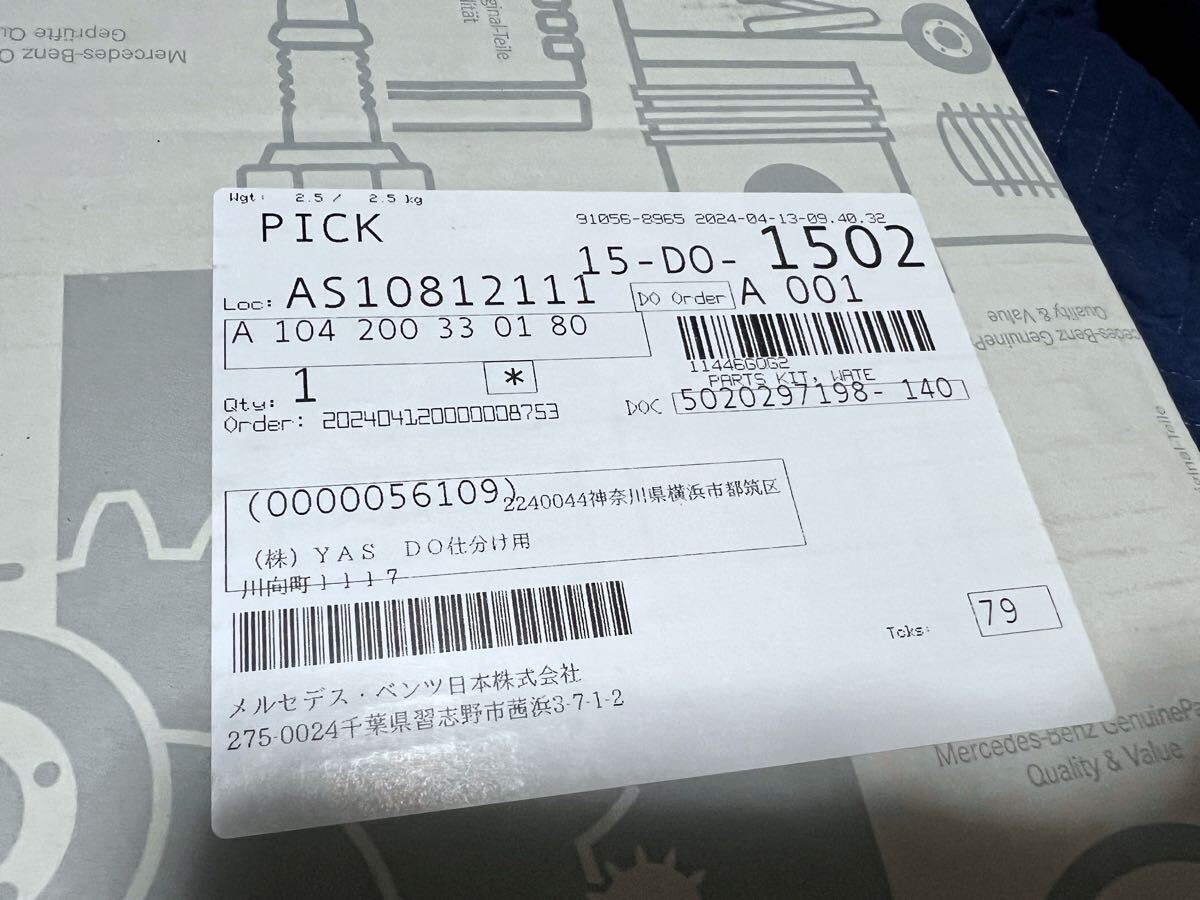 Mercedes-Benz
Geprüfte
Wgt: 2.5 / 2.5 kg
PICK
91056-8965 2024-04-13-09.40.32
15-DO- 1502
Loc: AS10812111
DO Order A 001
A 104 200 33 01 80
114466062
PARTS KIT, WATE
Qty: 1
*
DOC 5020297198- 140
Order: 202404120000008753
(0000056109)
2240044神奈川県横浜市都筑区
(株)YAS DO仕分け用
川向町1117
Tcks: 79
メルセデス・ベンツ日本株式会社
275-0024千葉県習志野市茜浜3-7-1-2
Quality & Value
Mercedes-Benz GenuineP
Quality & Value